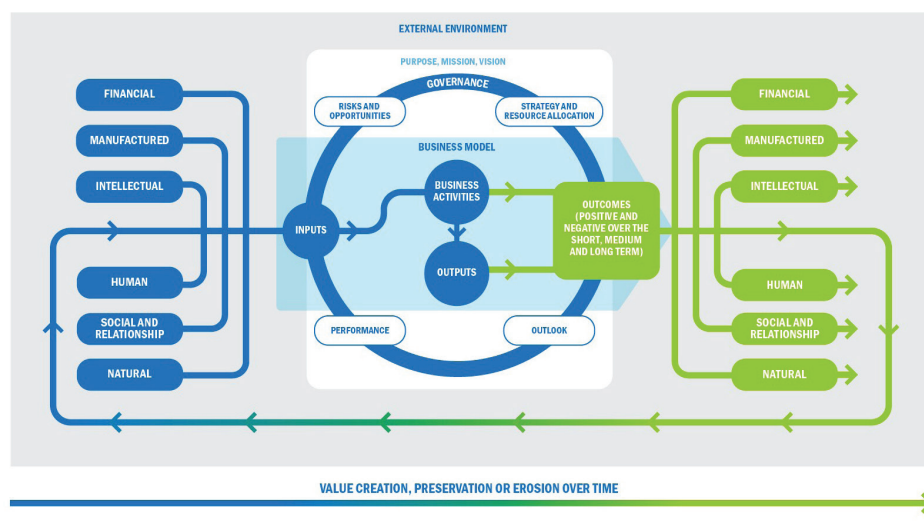 EXTERNAL ENVIRONMENT
PURPOSE, MISSION, VISION
GOVERNANCE
RISKS AND
OPPORTUNITIES
STRATEGY AND
RESOURCE ALLOCATION
BUSINESS MODEL
FINANCIAL
MANUFACTURED
INTELLECTUAL
HUMAN
SOCIAL AND
RELATIONSHIP
NATURAL
INPUTS
BUSINESS
ACTIVITIES
OUTPUTS
OUTCOMES
(POSITIVE AND
NEGATIVE OVER THE
SHORT, MEDIUM
AND LONG TERM)
PERFORMANCE
OUTLOOK
FINANCIAL
MANUFACTURED
INTELLECTUAL
HUMAN
SOCIAL AND
RELATIONSHIP
NATURAL
VALUE CREATION, PRESERVATION OR EROSION OVER TIME